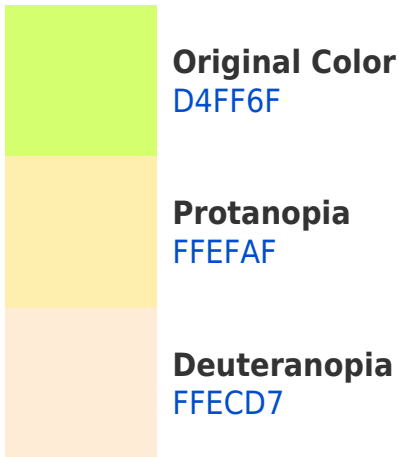 Original Color
D4FF6F
Protanopia
FFEFAF
Deuteranopia
FFECD7